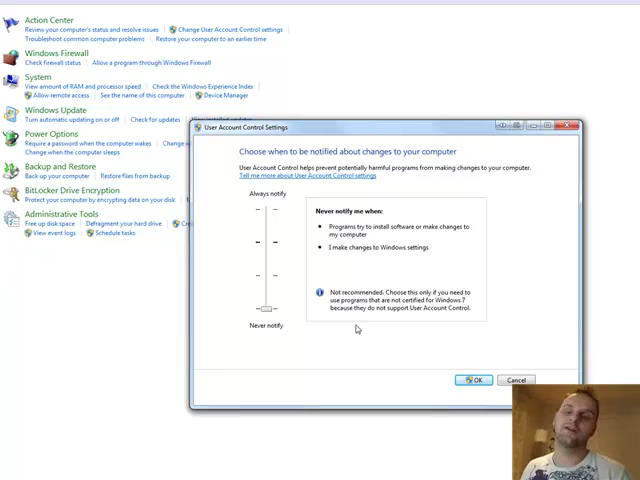 Action Center
Review your computer's status and resolve issues
Change User Account Control settings
Troubleshoot common computer problems
Restore your computer to an earlier time
Windows Firewall
Check firewall status
Allow a program through Windows Firewall
System
View amount of RAM and processor speed
Check the Windows Experience Index
Allow remote access
See the name of this computer
Device Manager
Windows Update
Turn automatic updating on or off
Check for updates
Power Options
Require a password when the computer wakes
Change when the computer sleeps
Backup and Restore
Back up your computer
Restore files from backup
BitLocker Drive Encryption
Protect your computer by encrypting data on your disk
Administrative Tools
Free up disk space
Defragment your hard drive
View event logs
Schedule tasks
User Account Control Settings
Choose when to be notified about changes to your computer
User Account Control helps prevent potentially harmful programs from making changes to your computer.
Tell me more about User Account Control settings
Always notify
Never notify me when:
Programs try to install software or make changes to
my computer
I make changes to Windows settings
Not recommended. Choose this only if you need to
use programs that are not certified for Windows 7
because they do not support User Account Control.
Never notify
OK
Cancel